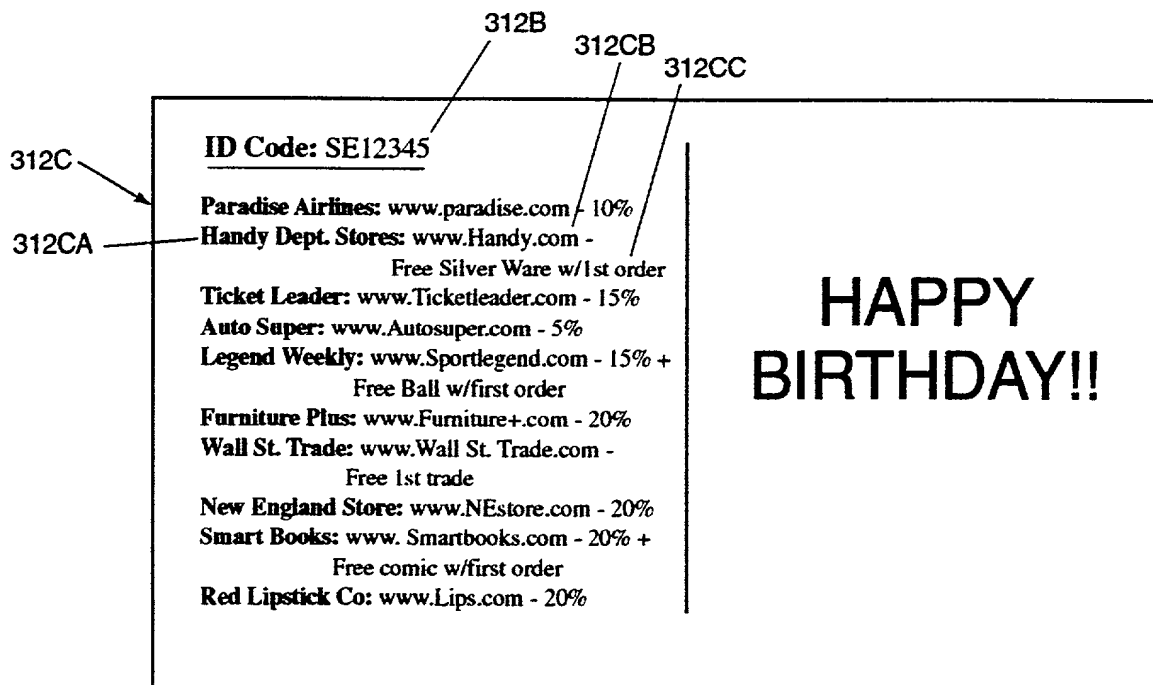 312B
312CB
312CC
312C
312CA
ID Code: SE12345
Paradise Airlines: www.paradise.com - 10%
Handy Dept. Stores: www.Handy.com -
Free Silver Ware w/1st order
Ticket Leader: www.Ticketleader.com - 15%
Auto Super: www.Autosuper.com - 5%
Legend Weekly: www.Sportlegend.com - 15% +
Free Ball w/first order
Furniture Plus: www.Furniture+.com - 20%
Wall St. Trade: www.Wall St. Trade.com -
Free 1st trade
New England Store: www.NEstore.com - 20%
Smart Books: www. Smartbooks.com - 20% +
Free comic w/first order
Red Lipstick Co: www.Lips.com - 20%
HAPPY
BIRTHDAY!!